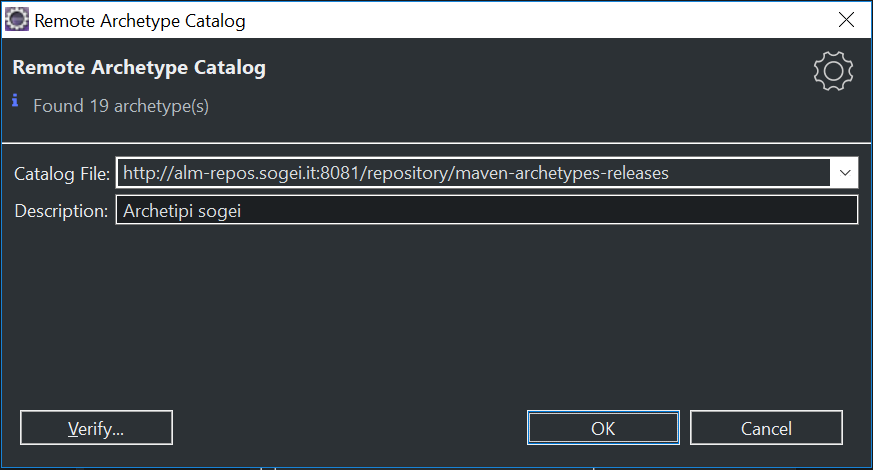 Remote Archetype Catalog
Remote Archetype Catalog
Found 19 archetype(s)
Catalog File: http://alm-repos.sogei.it:8081/repository/maven-archetypes-releases
Description: Archetipi sogei
Verify... OK Cancel